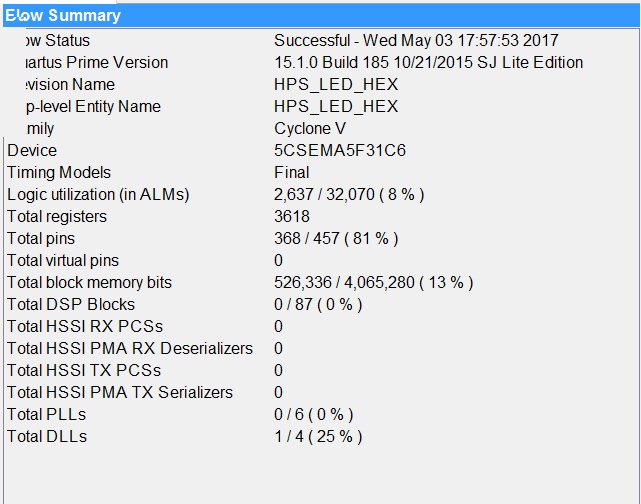 Flow Summary
ow Status Successful - Wed May 03 17:57:53 2017
uartus Prime Version 15.1.0 Build 185 10/21/2015 SJ Lite Edition
evision Name HPS_LED_HEX
p-level Entity Name HPS_LED_HEX
mily Cyclone V
Device 5CSEMA5F31C6
Timing Models Final
Logic utilization (in ALMs) 2,637 / 32,070 ( 8 % )
Total registers 3618
Total pins 368 / 457 ( 81 % )
Total virtual pins 0
Total block memory bits 526,336 / 4,065,280 ( 13 % )
Total DSP Blocks 0 / 87 ( 0 % )
Total HSSI RX PCSs 0
Total HSSI PMA RX Deserializers 0
Total HSSI TX PCSs 0
Total HSSI PMA TX Serializers 0
Total PLLs 0 / 6 ( 0 % )
Total DLLs 1 / 4 ( 25 % )